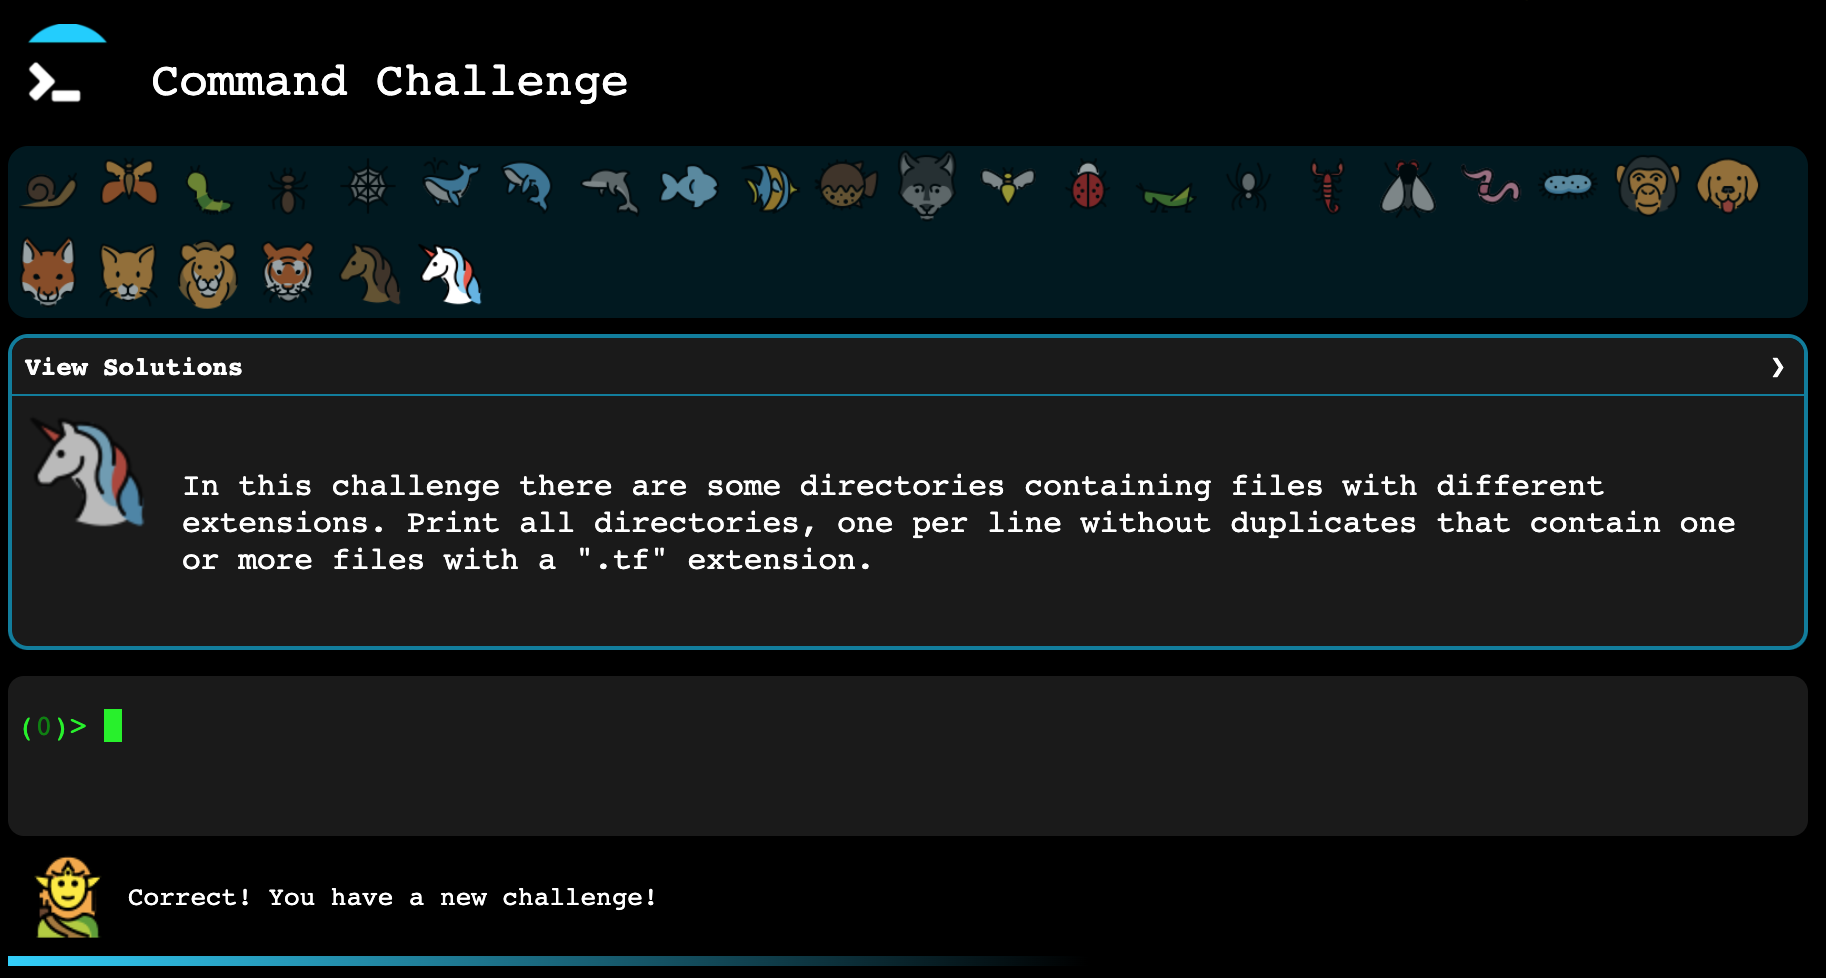 Command Challenge
View Solutions
In this challenge there are some directories containing files with different
extensions. Print all directories, one per line without duplicates that contain one
or more files with a ".tf" extension.
(0)>
Correct! You have a new challenge!